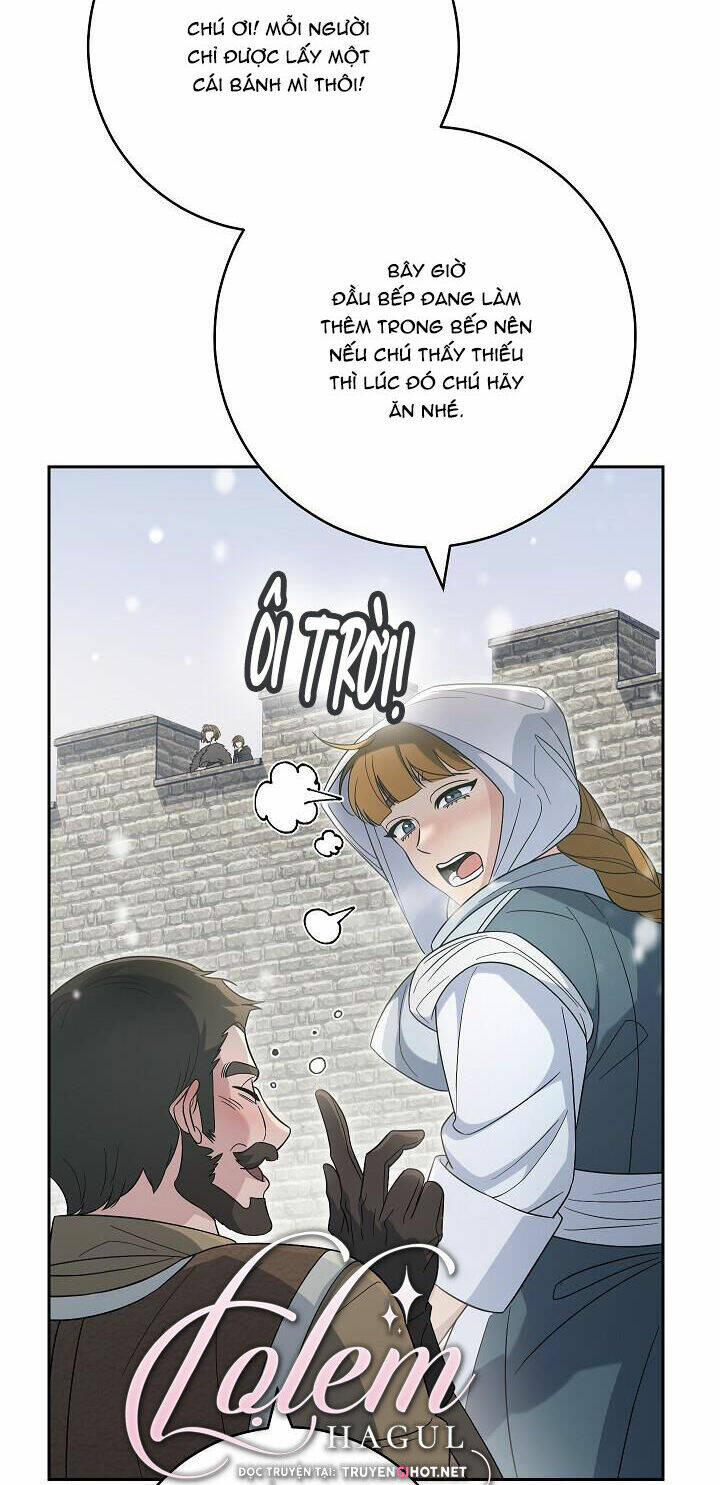 CHÚ ƠI! MỖI NGƯỜI
CHỈ ĐƯỢC LẤY MỘT
CÁI BÁNH MÌ THÔI!
BÂY GIỜ
ĐẦU BẾP ĐANG LÀM
THÊM TRONG BẾP NÊN
NẾU CHÚ THẤY THIẾU
THÌ LÚC ĐÓ CHÚ HÃY
ĂN NHÉ.
ÔI TRỜI!
Lọlem
HAGUL
ĐỌC TRUYỆN TẠI: TRUYENQHOT.NET